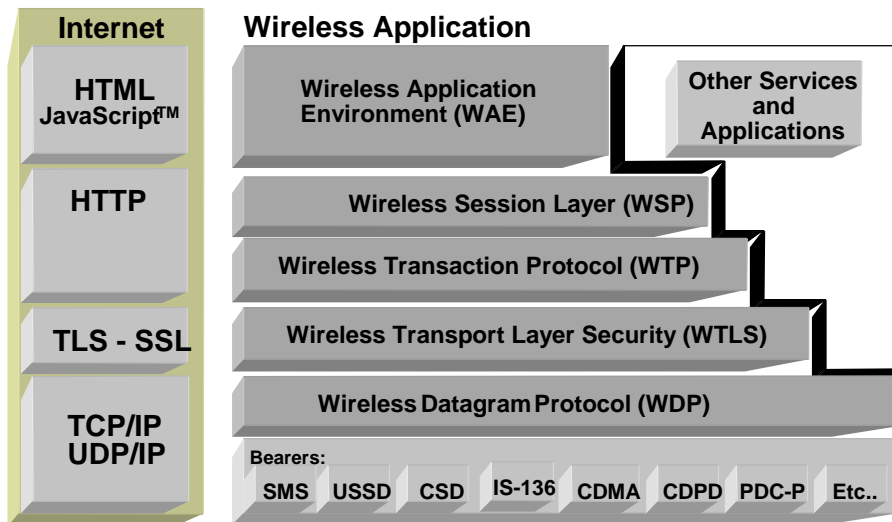 Internet
HTML
JavaScript™
HTTP
TLS - SSL
TCP/IP
UDP/IP
Wireless Application
Wireless Application
Environment (WAE)
Other Services
and
Applications
Wireless Session Layer (WSP)
Wireless Transaction Protocol (WTP)
Wireless Transport Layer Security (WTLS)
Wireless Datagram Protocol (WDP)
Bearers:
SMS USSD CSD IS-136 CDMA CDPD PDC-P Etc..